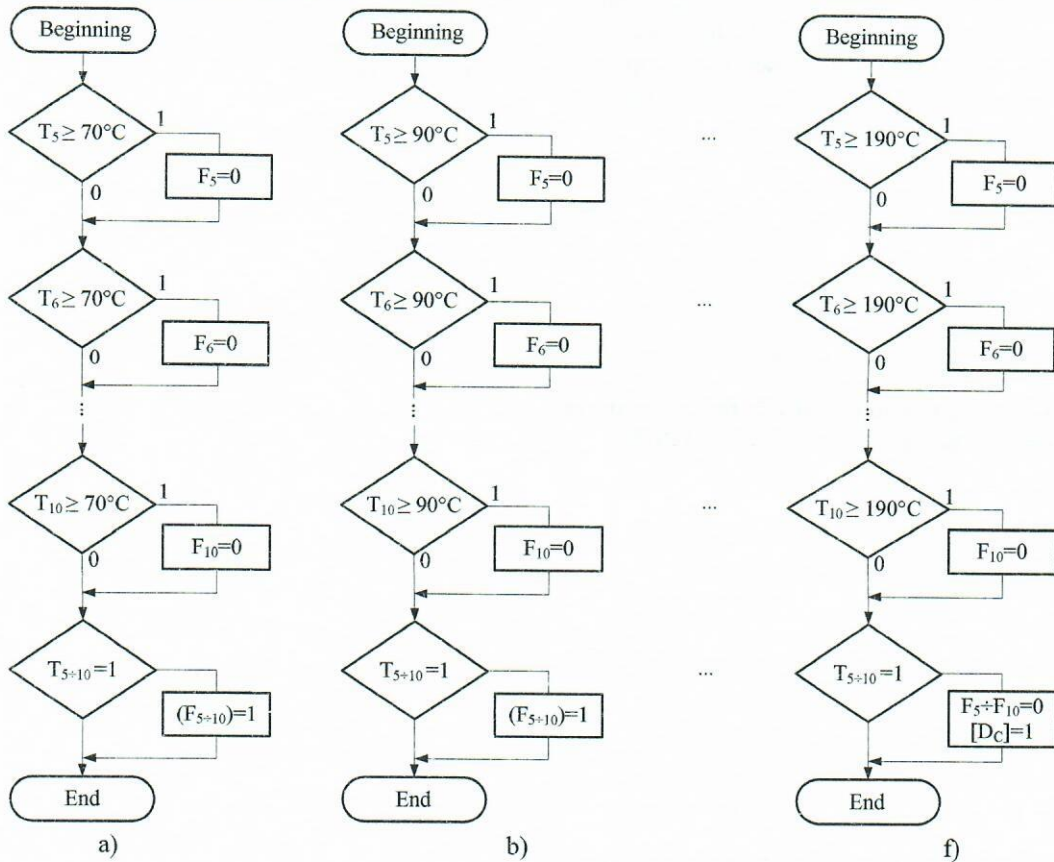 Beginning
T5 ≥ 70°C
1
F5=0
0
T6 ≥ 70°C
1
F6=0
0
⋮
T10 ≥ 70°C
1
F10=0
0
T5÷10 =1
(F5÷10)=1
End
a)
Beginning
T5 ≥ 90°C
1
F5=0
0
T6 ≥ 90°C
1
F6=0
0
⋮
T10 ≥ 90°C
1
F10=0
0
T5÷10 =1
(F5÷10)=1
End
b)
...
...
...
...
Beginning
T5 ≥ 190°C
1
F5=0
0
T6 ≥ 190°C
1
F6=0
0
⋮
T10 ≥ 190°C
1
F10=0
0
T5÷10 =1
F5÷F10=0
[DC]=1
End
f)